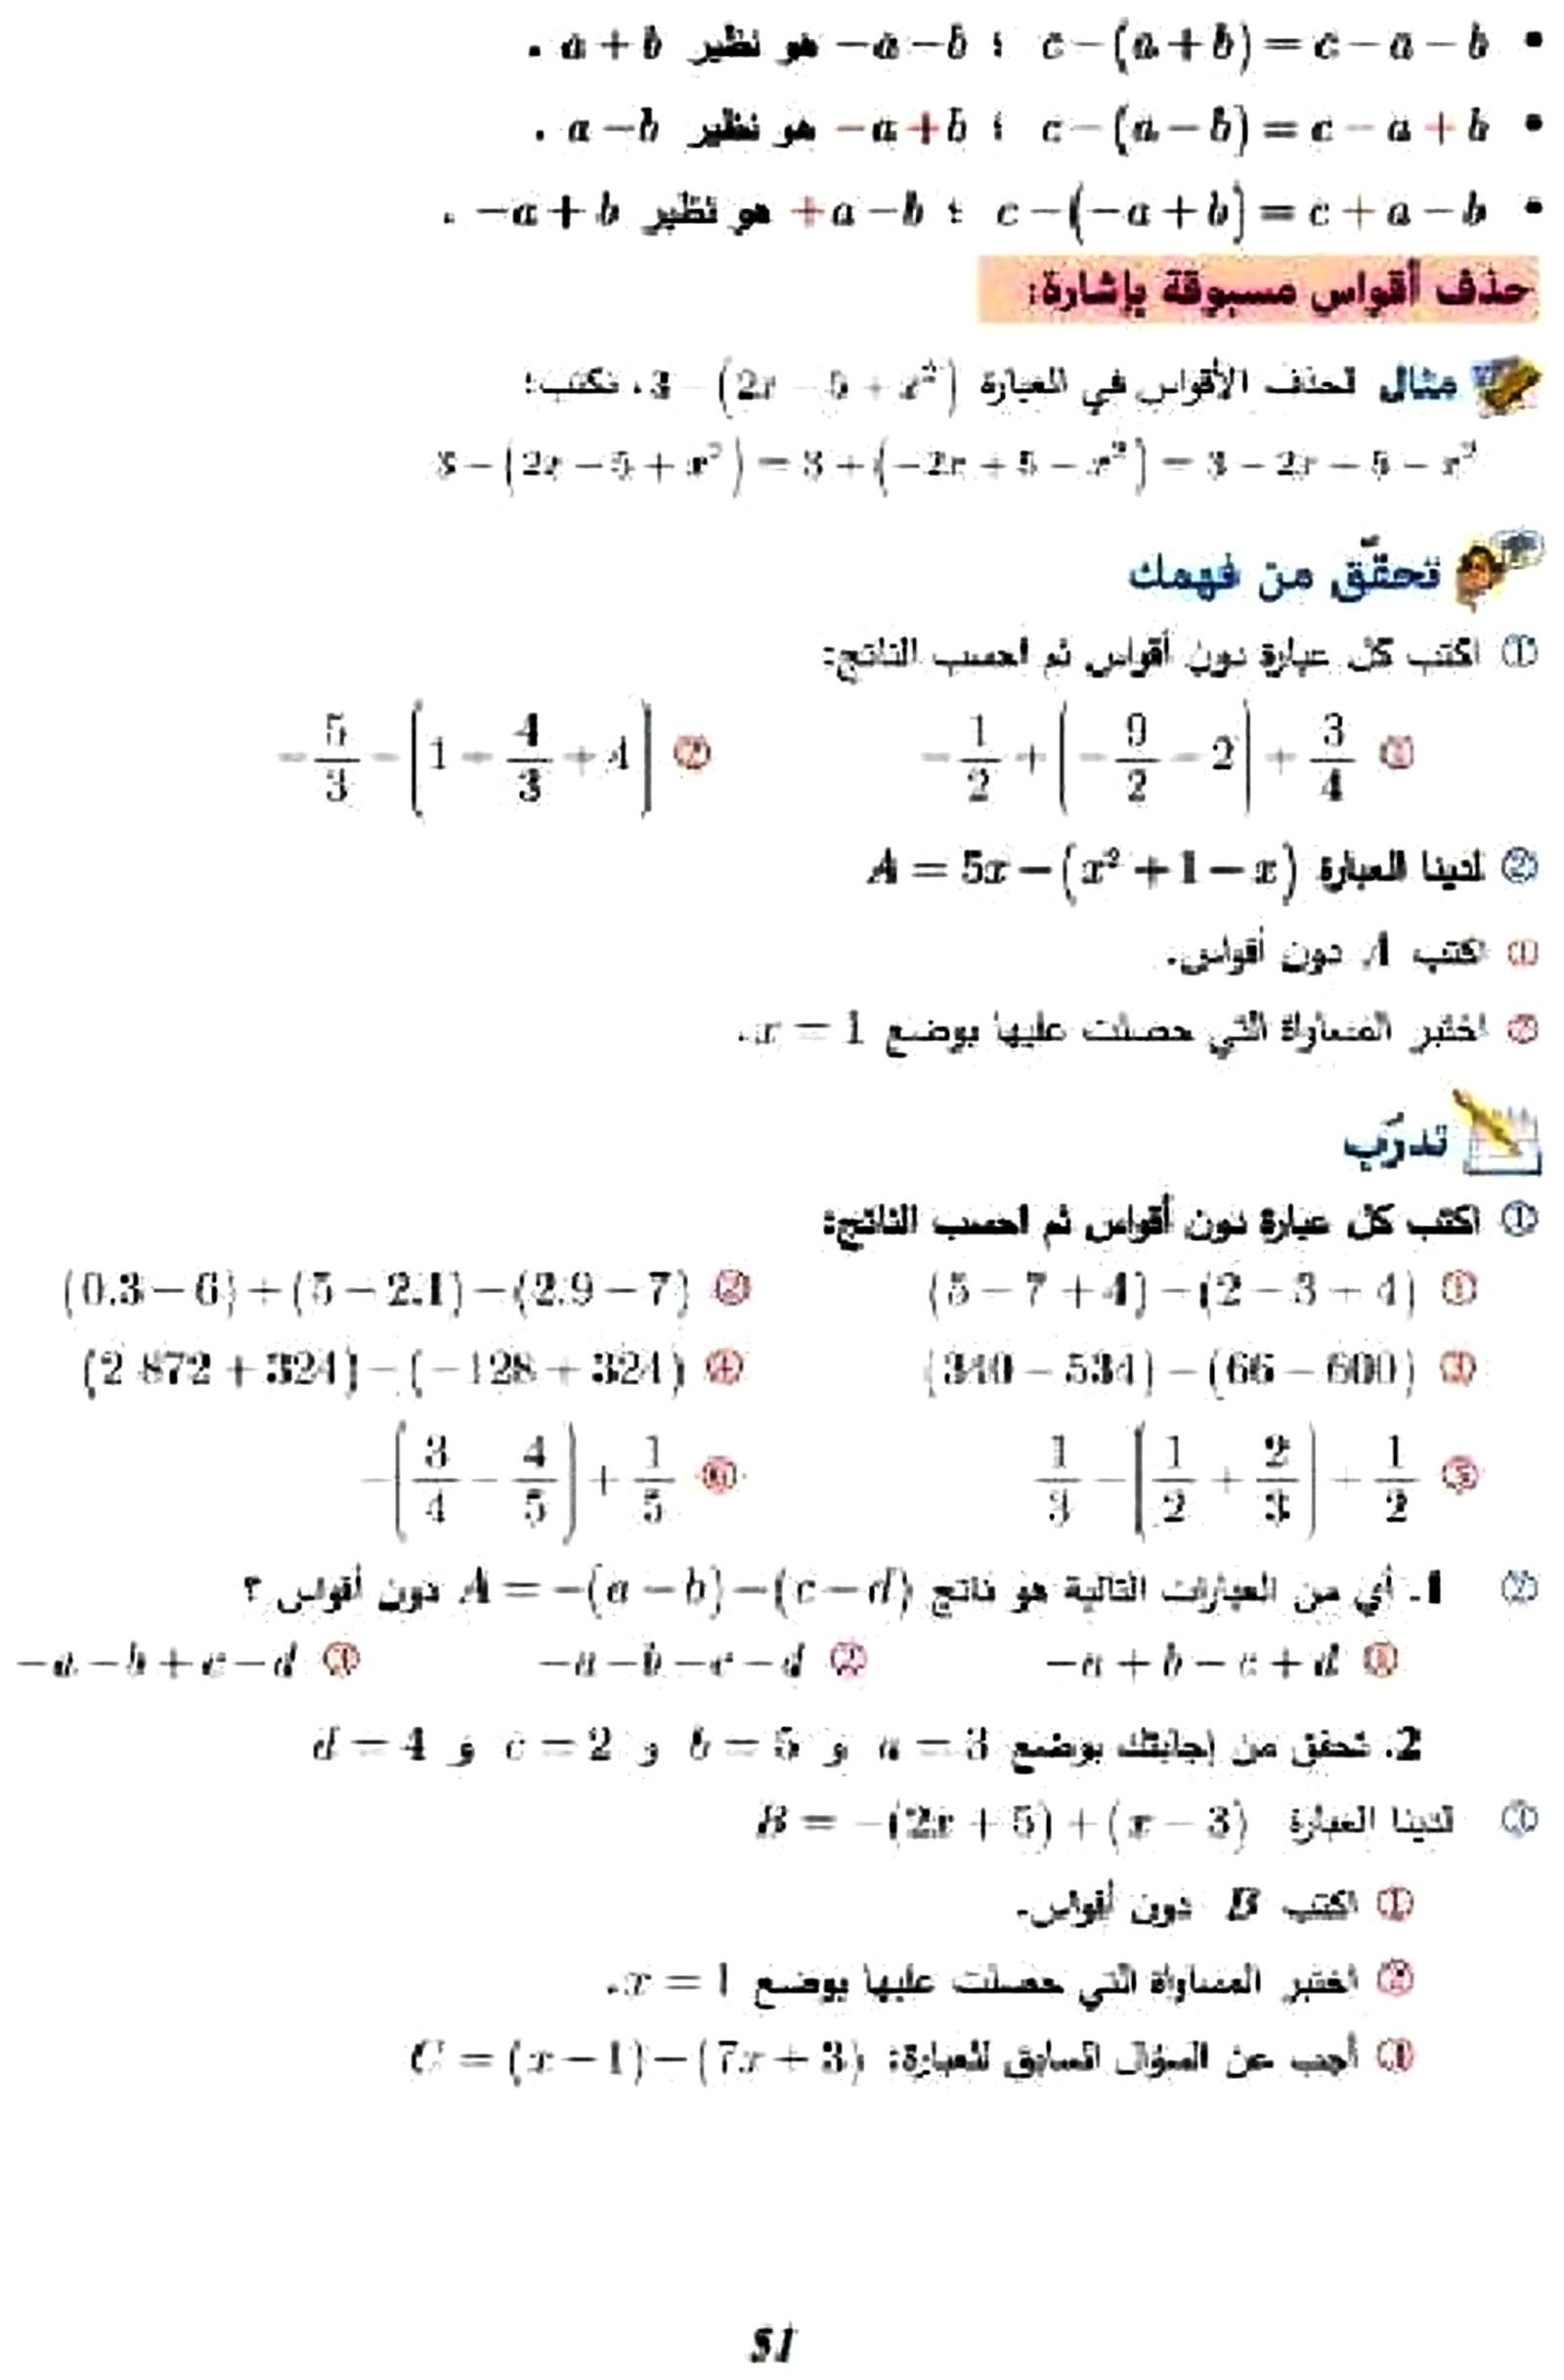 • c-(a+b)=c-a-b ؛ -a-b هو نظير a+b .
• c-(a-b)=c-a+b ؛ -a+b هو نظير a-b .
• c-(-a+b)=c+a-b ؛ +a-b هو نظير -a+b .
حذف أقواس مسبوقة بإشارة:
مثال لحذف الأقواس في العبارة 3-(2x-5+x²)، نكتب:
3-(2x-5+x²)=3+(-2x+5-x²)=3-2x+5-x²
تحقّق من فهمك
① اكتب كل عبارة دون أقواس ثم احسب الناتج:
① -1/2+(-9/2-2)+3/4 ② -5/3-(1-4/3+4)
② لدينا العبارة A=5x-(x²+1-x)
① اكتب A دون أقواس.
② اختبر المساواة التي حصلت عليها بوضع x=1.
تدرّب
① اكتب كل عبارة دون أقواس ثم احسب الناتج:
① (5-7+4)-(2-3+4) ② (0.3-6)+(5-2.1)-(2.9-7)
③ (340-534)-(66-600) ④ (2 872+324)-(-128+324)
⑤ 1/3-(1/2+2/3)+1/2 ⑥ -(3/4-4/5)+1/5
② 1. أي من العبارات التالية هو ناتج A=-(a-b)-(c-d) دون أقواس ؟
① -a+b-c+d ② -a-b-c-d ③ -a-b+c-d
2. تحقق من إجابتك بوضع a=3 و b=5 و c=2 و d=4
③ لدينا العبارة B=-(2x+5)+(x-3)
① اكتب B دون أقواس.
② اختبر المساواة التي حصلت عليها بوضع x=1.
③ أجب عن السؤال السابق للعبارة: C=(x-1)-(7x+3)
51